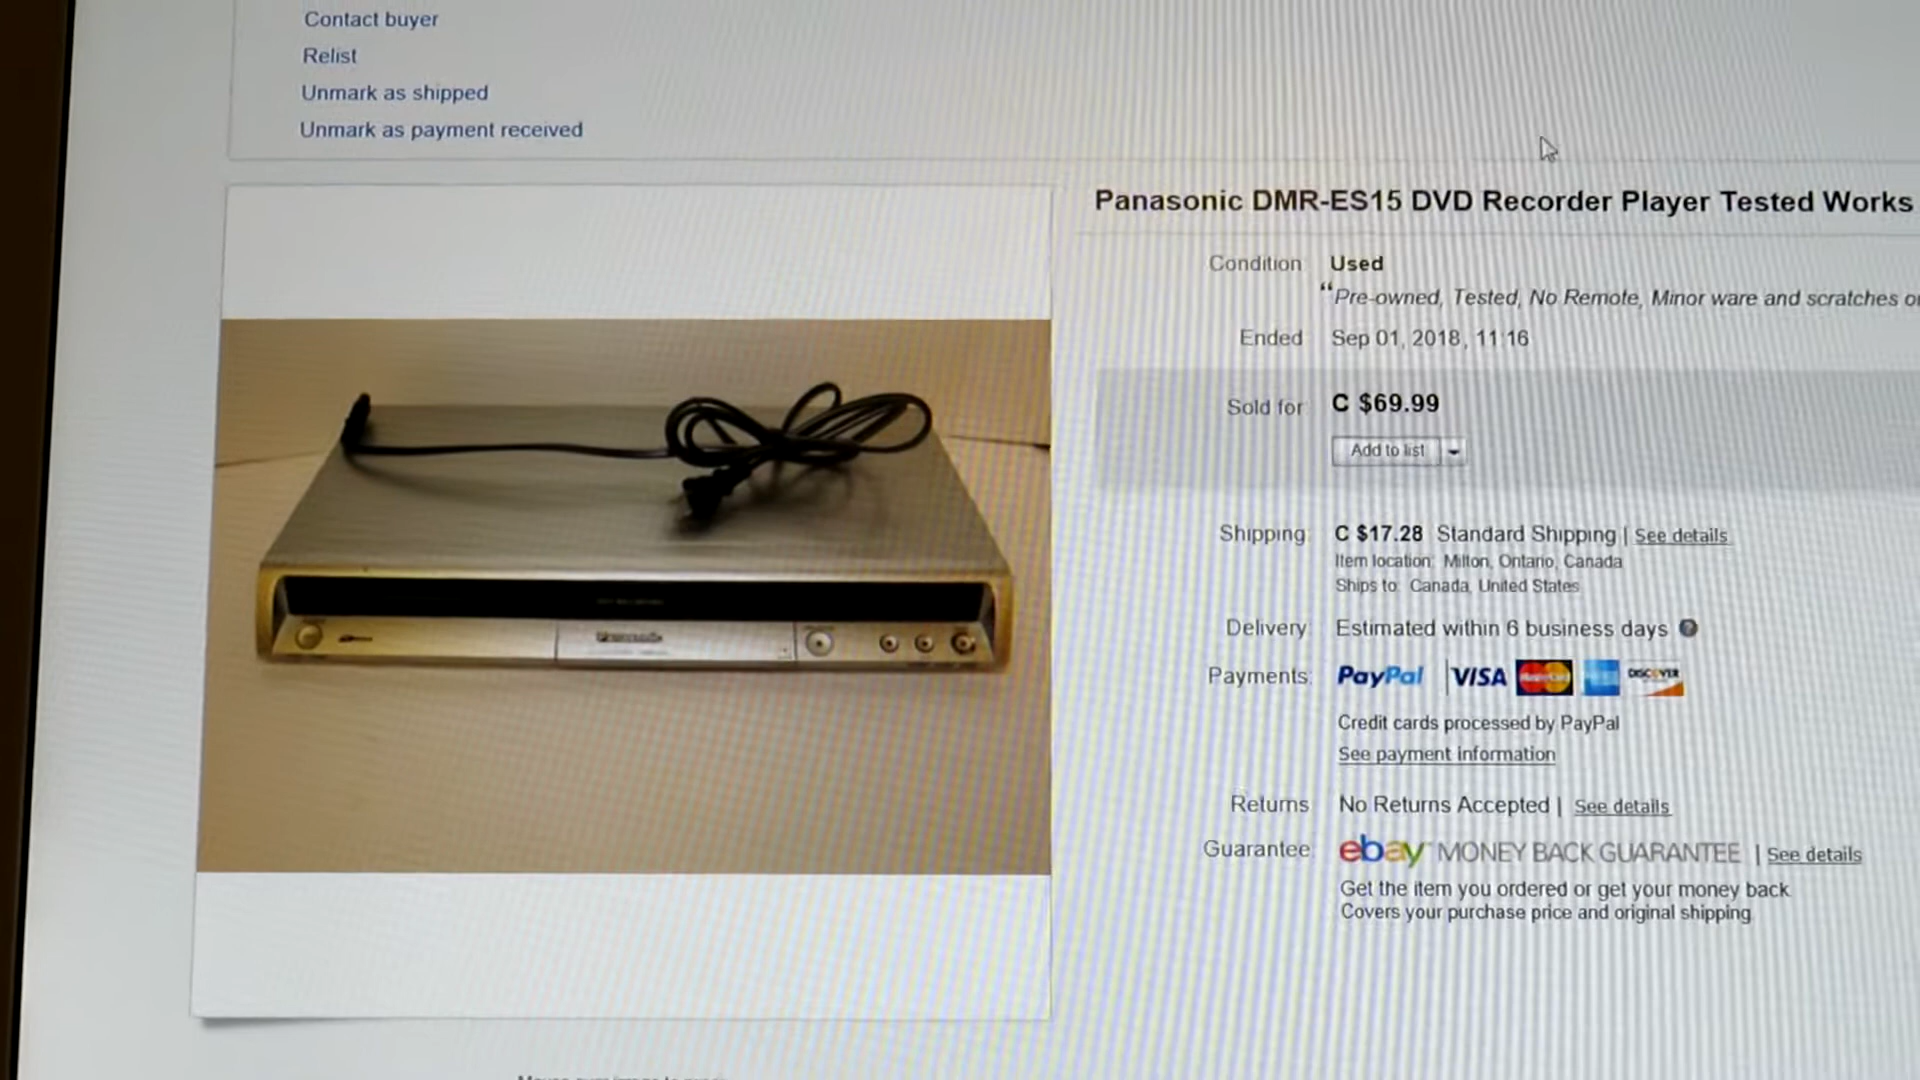 Contact buyer
Relist
Unmark as shipped
Unmark as payment received
Panasonic DMR-ES15 DVD Recorder Player Tested Works
Condition Used
“Pre-owned, Tested, No Remote, Minor ware and scratches
Ended Sep 01, 2018, 11:16
Sold for: C $69.99
Add to list
Shipping: C $17.28 Standard Shipping | See details
Item location: Milton, Ontario, Canada
Ships to: Canada, United States
Delivery: Estimated within 6 business days
Payments: PayPal VISA MasterCard DISCOVER
Credit cards processed by PayPal
See payment information
Returns: No Returns Accepted | See details
Guarantee: ebay MONEY BACK GUARANTEE | See details
Get the item you ordered or get your money back.
Covers your purchase price and original shipping.
Panasonic